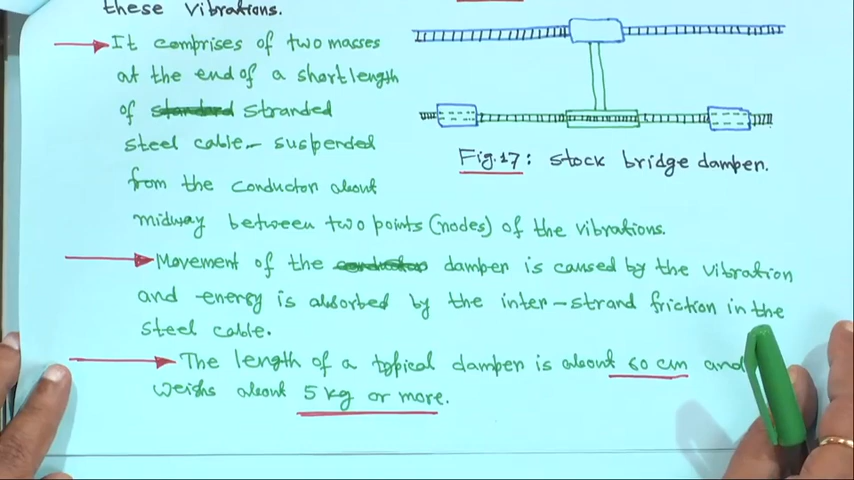 these vibrations.
It comprises of two masses
at the end of a short length
of stranded
steel cable - suspended
from the conductor about
midway between two points (nodes) of the vibrations.
Fig. 17: stock bridge damper.
Movement of the damper is caused by the vibration
and energy is absorbed by the inter-strand friction in the
steel cable.
The length of a typical damper is about 60 cm and
weighs about 5 kg or more.